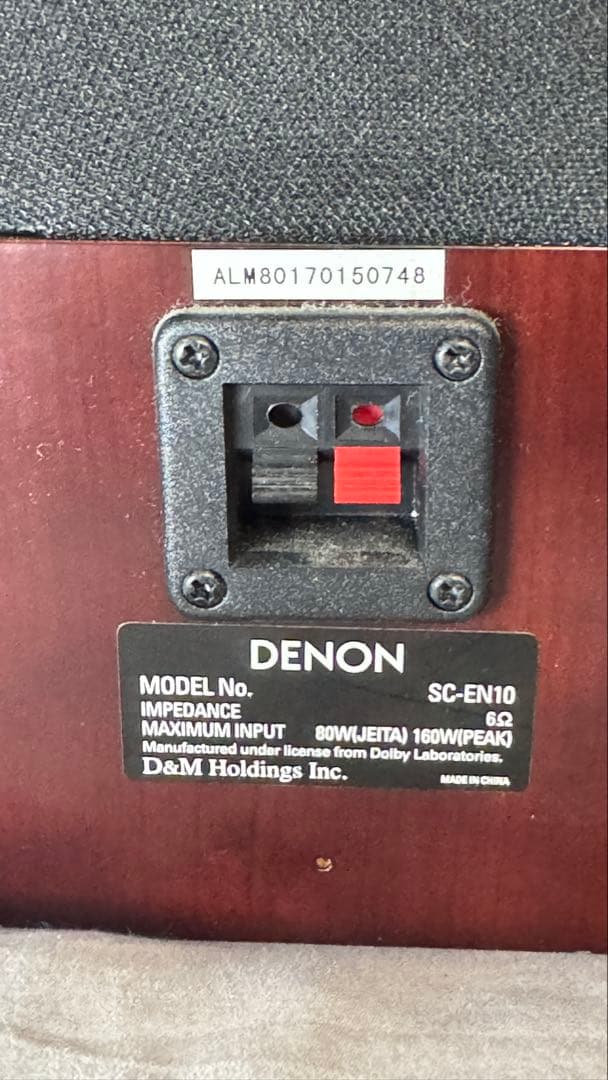 ALM80170150748
DENON
MODEL No. SC-EN10
IMPEDANCE 6Ω
MAXIMUM INPUT 80W(JEITA) 160W(PEAK)
Manufactured under license from Dolby Laboratories.
D&M Holdings Inc. MADE IN CHINA